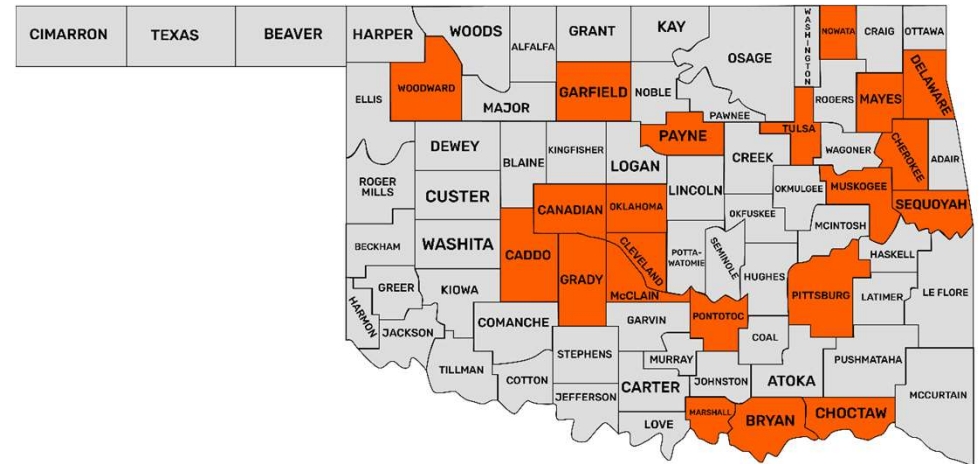 CIMARRON
TEXAS
BEAVER
HARPER
WOODS
ALFALFA
GRANT
KAY
OSAGE
WASHINGTON
NOWATA
CRAIG
OTTAWA
ELLIS
WOODWARD
MAJOR
GARFIELD
NOBLE
PAWNEE
ROGERS
MAYES
DELAWARE
DEWEY
BLAINE
KINGFISHER
LOGAN
PAYNE
CREEK
TULSA
WAGONER
CHEROKEE
ADAIR
ROGER
MILLS
CUSTER
CANADIAN
OKLAHOMA
LINCOLN
OKFUSKEE
OKMULGEE
MUSKOGEE
SEQUOYAH
MCINTOSH
BECKHAM
WASHITA
CADDO
GRADY
CLEVELAND
POTTA-
WATOMIE
SEMINOLE
HUGHES
PITTSBURG
HASKELL
LATIMER
LE FLORE
GREER
HARMON
KIOWA
McCLAIN
JACKSON
COMANCHE
GARVIN
PONTOTOC
COAL
TILLMAN
COTTON
STEPHENS
MURRAY
JOHNSTON
ATOKA
PUSHMATAHA
JEFFERSON
CARTER
LOVE
MARSHALL
BRYAN
CHOCTAW
MCCURTAIN